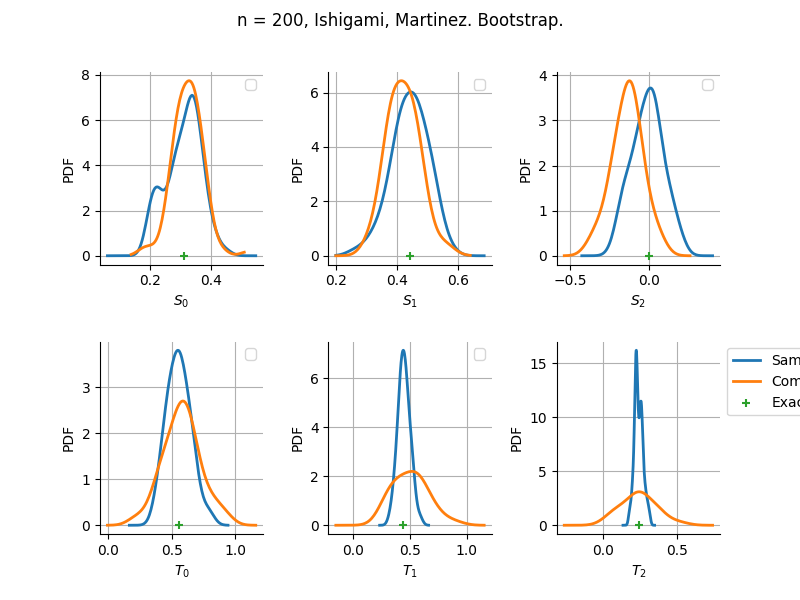 n = 200, Ishigami, Martinez. Bootstrap.
8
6
4
2
0
PDF
0.2 0.4
S0
6
4
2
0
PDF
0.2 0.4 0.6
S1
4
3
2
1
0
PDF
−0.5 0.0
S2
3
2
1
0
PDF
0.0 0.5 1.0
T0
6
4
2
0
PDF
0.0 0.5 1.0
T1
15
10
5
0
PDF
0.0 0.5
T2
Sam
Com
Exac